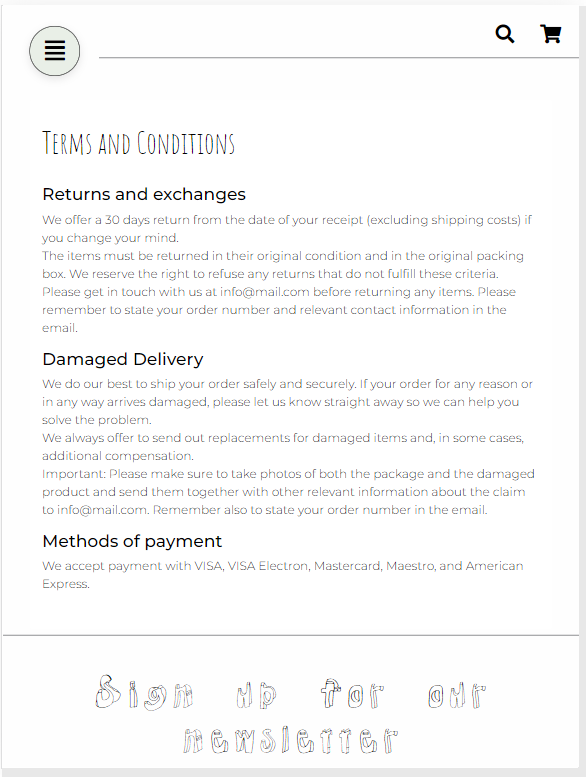 Terms and Conditions
Returns and exchanges
We offer a 30 days return from the date of your receipt (excluding shipping costs) if
you change your mind.
The items must be returned in their original condition and in the original packing
box. We reserve the right to refuse any returns that do not fulfill these criteria.
Please get in touch with us at info@mail.com before returning any items. Please
remember to state your order number and relevant contact information in the
email.
Damaged Delivery
We do our best to ship your order safely and securely. If your order for any reason or
in any way arrives damaged, please let us know straight away so we can help you
solve the problem.
We always offer to send out replacements for damaged items and, in some cases,
additional compensation.
Important: Please make sure to take photos of both the package and the damaged
product and send them together with other relevant information about the claim
to info@mail.com. Remember also to state your order number in the email.
Methods of payment
We accept payment with VISA, VISA Electron, Mastercard, Maestro, and American
Express.
Sign up for our
newsletter